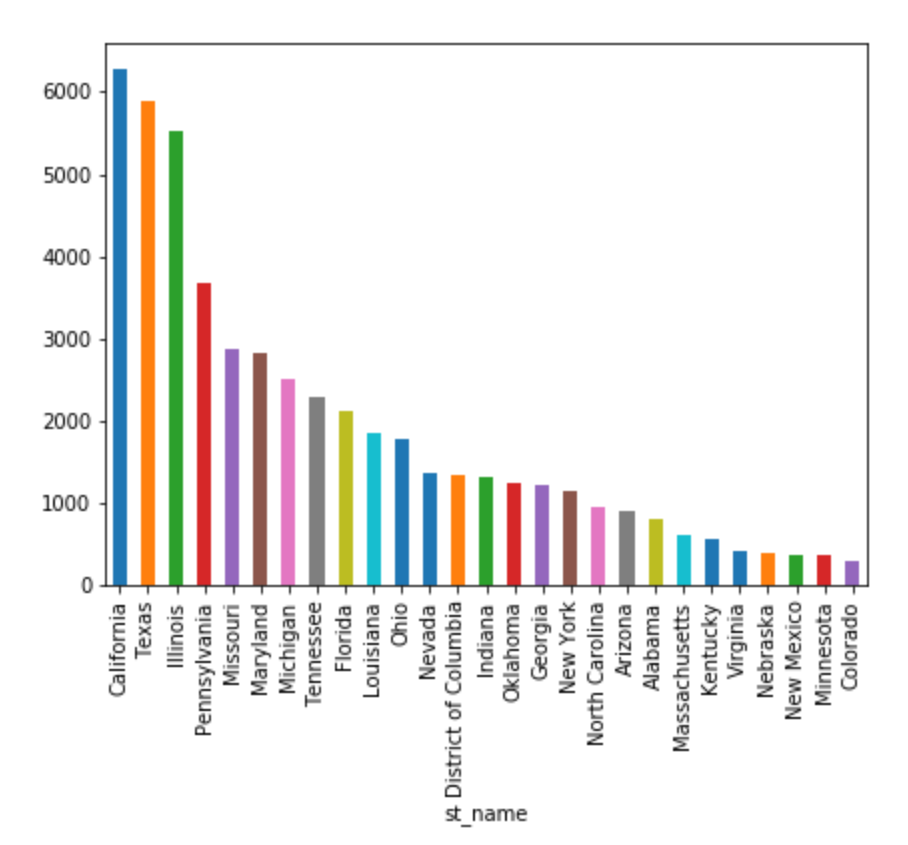 6000
5000
4000
3000
2000
1000
0
California
Texas
Illinois
Pennsylvania
Missouri
Maryland
Michigan
Tennessee
Florida
Louisiana
Ohio
Nevada
District of Columbia
Indiana
Oklahoma
Georgia
New York
North Carolina
Arizona
Alabama
Massachusetts
Kentucky
Virginia
Nebraska
New Mexico
Minnesota
Colorado
st_name